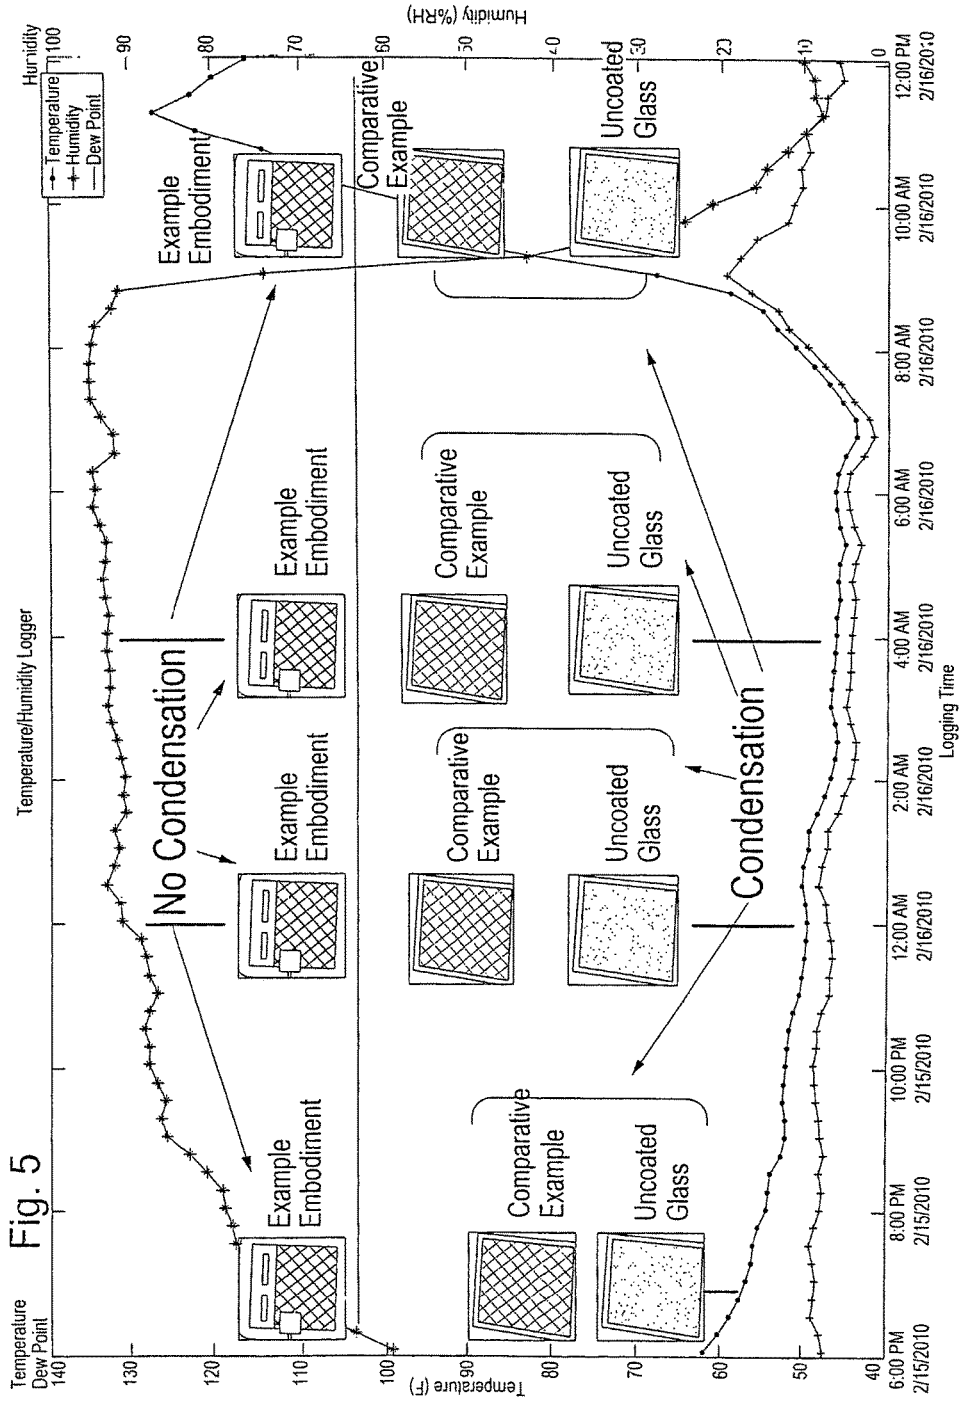 Fig. 5
Temperature/Humidity Logger
Temperature
Dew Point
Humidity
Temperature
Humidity
Dew Point
140
130
120
110
100
90
80
70
60
50
40
Temperature (F)
100
90
80
70
60
50
40
30
20
10
0
Humidity (%RH)
No Condensation
Example
Embodiment
Example
Embodiment
Example
Embodiment
Example
Embodiment
Comparative
Example
Comparative
Example
Comparative
Example
Comparative
Example
Uncoated
Glass
Uncoated
Glass
Uncoated
Glass
Uncoated
Glass
Condensation
6:00 PM
2/15/2010
8:00 PM
2/15/2010
10:00 PM
2/15/2010
12:00 AM
2/16/2010
2:00 AM
2/16/2010
4:00 AM
2/16/2010
6:00 AM
2/16/2010
8:00 AM
2/16/2010
10:00 AM
2/16/2010
12:00 PM
2/16/2010
Logging Time